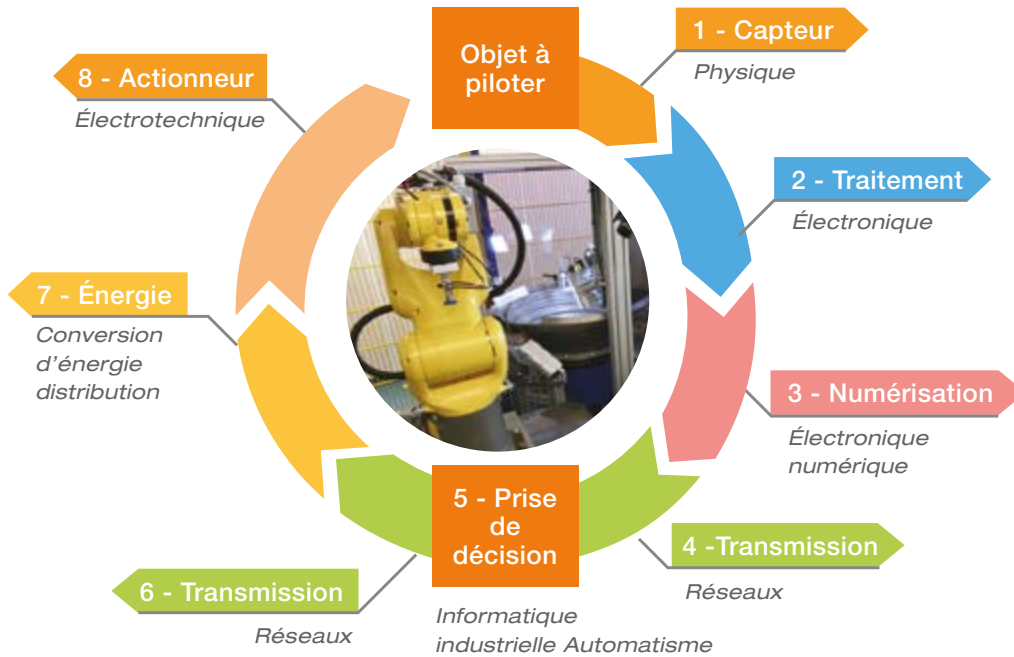 Objet à
piloter
1 - Capteur
Physique
2 - Traitement
Électronique
3 - Numérisation
Électronique
numérique
4 -Transmission
Réseaux
5 - Prise
de
décision
Informatique
industrielle Automatisme
6 - Transmission
Réseaux
7 - Énergie
Conversion
d’énergie
distribution
8 - Actionneur
Électrotechnique